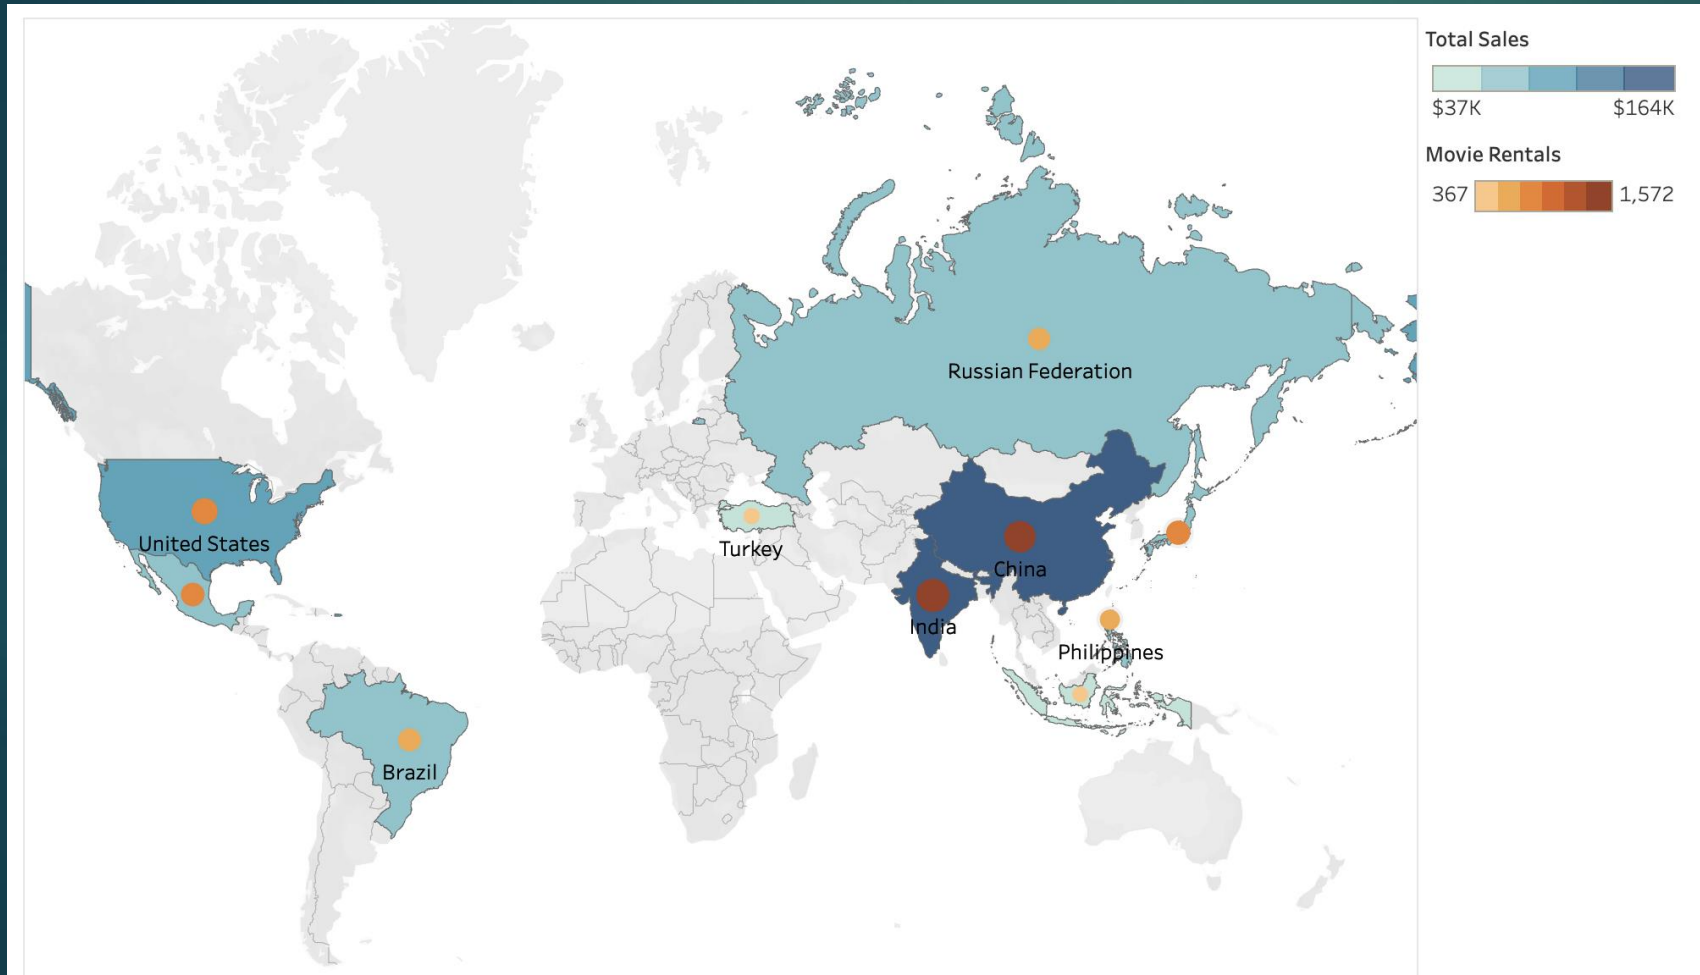 Total Sales
$37K $164K
Movie Rentals
367 1,572
Russian Federation
United States
Turkey
China
India
Philippines
Brazil